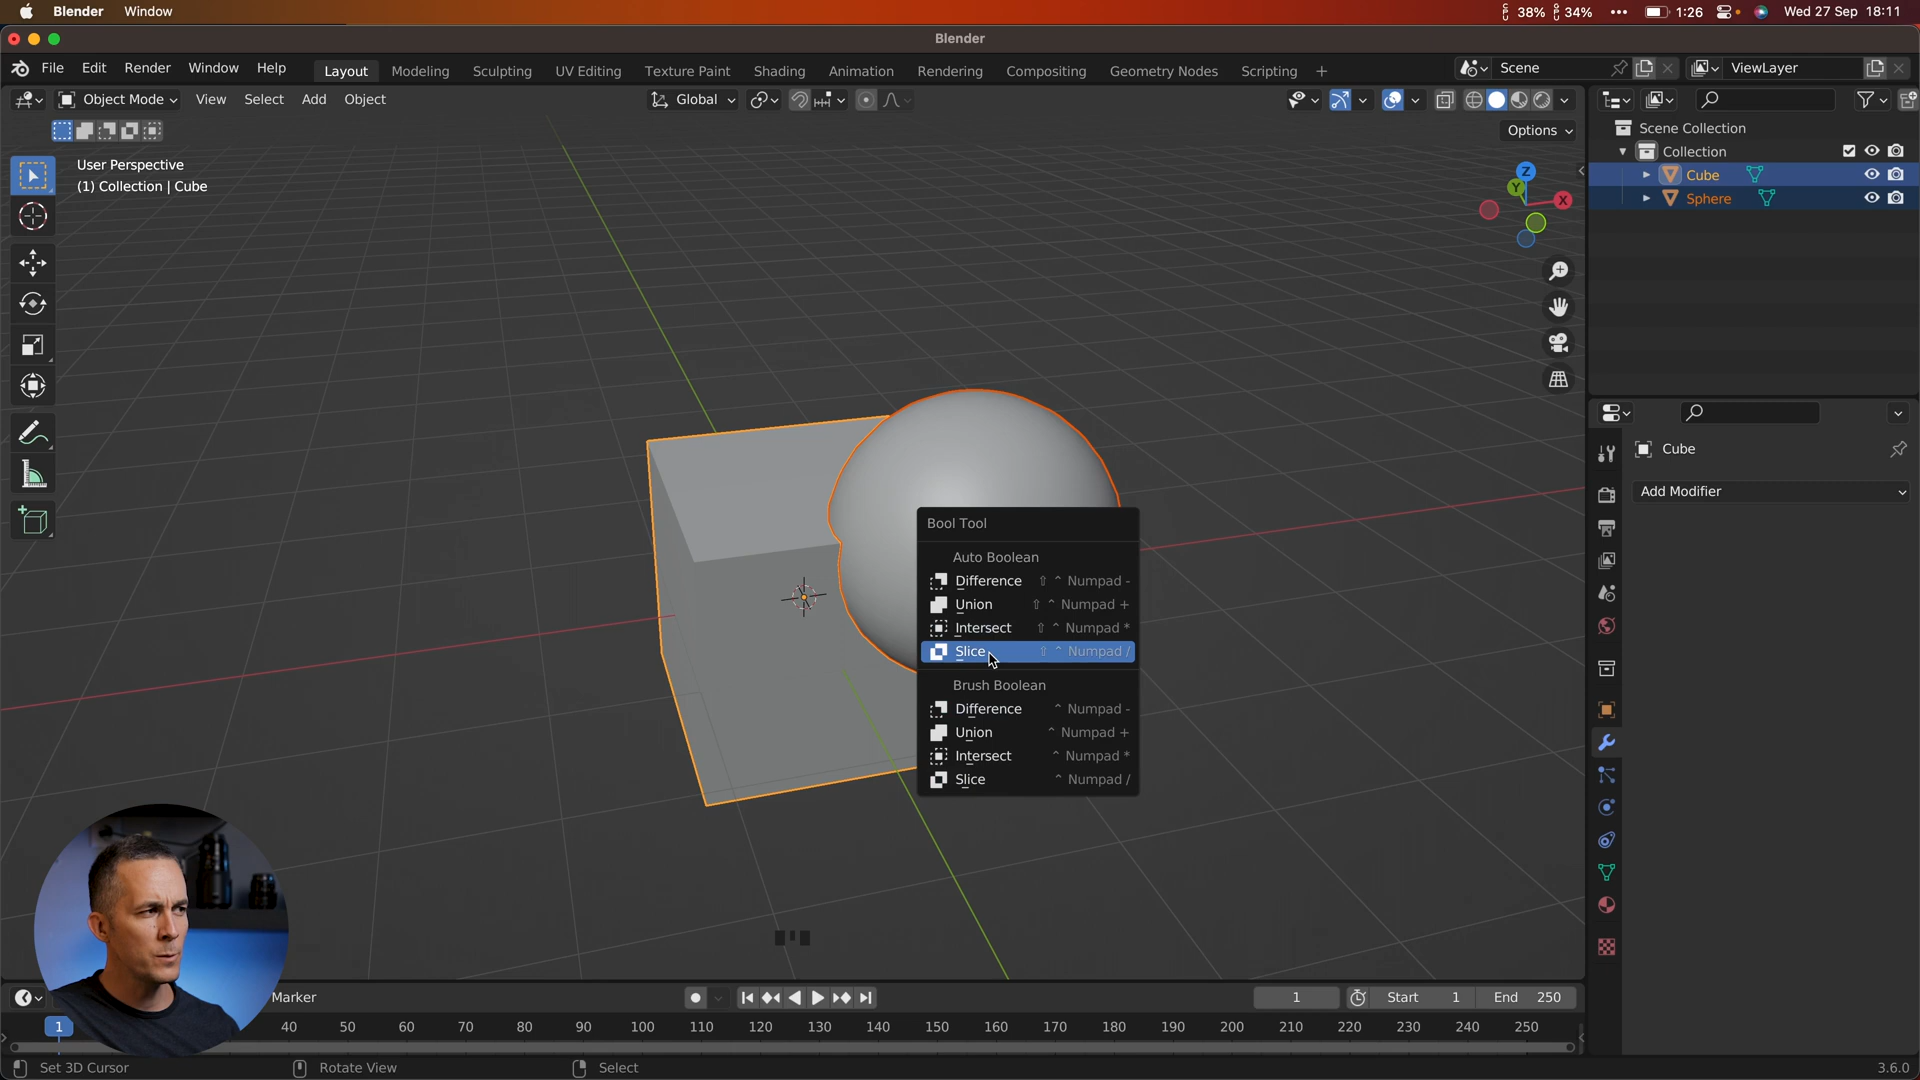 Blender Window 38% 34% ••• 1:26 Wed 27 Sep 18:11
Blender
File Edit Render Window Help Layout Modeling Sculpting UV Editing Texture Paint Shading Animation Rendering Compositing Geometry Nodes Scripting + Scene ViewLayer
Object Mode View Select Add Object Global
Options
User Perspective
(1) Collection | Cube
Z
Y
X
Scene Collection
Collection
Cube
Sphere
Cube
Add Modifier
Bool Tool
Auto Boolean
Difference ⇧ ^ Numpad -
Union ⇧ ^ Numpad +
Intersect ⇧ ^ Numpad *
Slice ⇧ ^ Numpad /
Brush Boolean
Difference ^ Numpad -
Union ^ Numpad +
Intersect ^ Numpad *
Slice ^ Numpad /
Marker 1 Start 1 End 250
1 40 50 60 70 80 90 100 110 120 130 140 150 160 170 180 190 200 210 220 230 240 250
Set 3D Cursor Rotate View Select 3.6.0